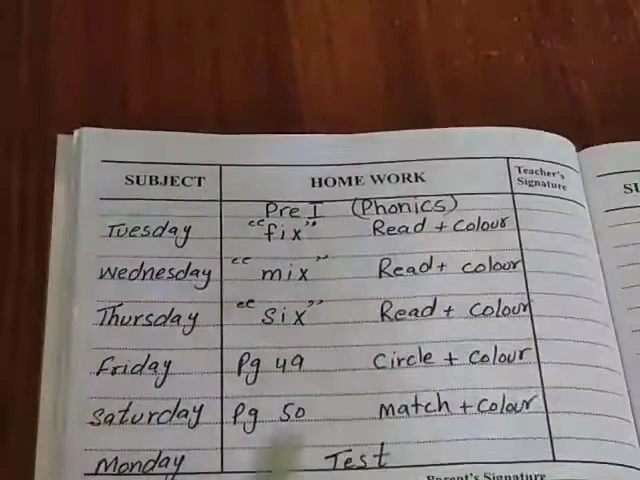 SUBJECT HOME WORK Teacher's Signature
Pre I (Phonics)
Tuesday "fix" Read + colour
Wednesday "mix" Read + colour
Thursday "six" Read + colour
Friday Pg 49 Circle + colour
Saturday Pg 50 Match + colour
Monday Test
Parent's Signature
SU